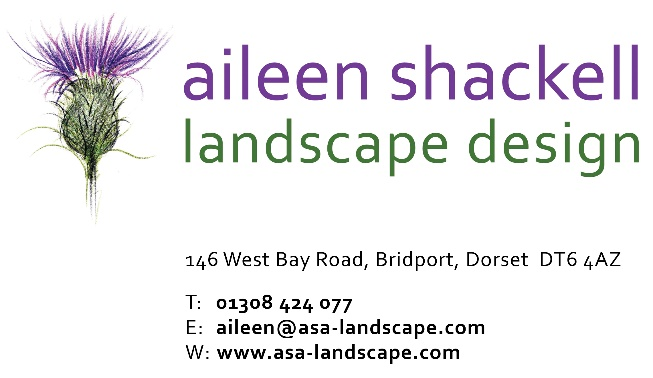 aileen shackell
landscape design
146 West Bay Road, Bridport, Dorset  DT6 4AZ
T: 01308 424 077
E: aileen@asa-landscape.com
W: www.asa-landscape.com